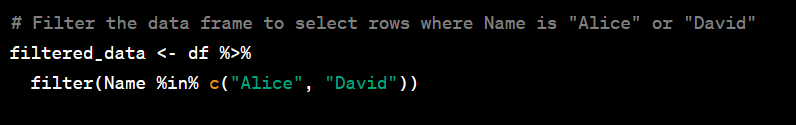 # Filter the data frame to select rows where Name is "Alice" or "David"
filtered_data <- df %>%
  filter(Name %in% c("Alice", "David"))